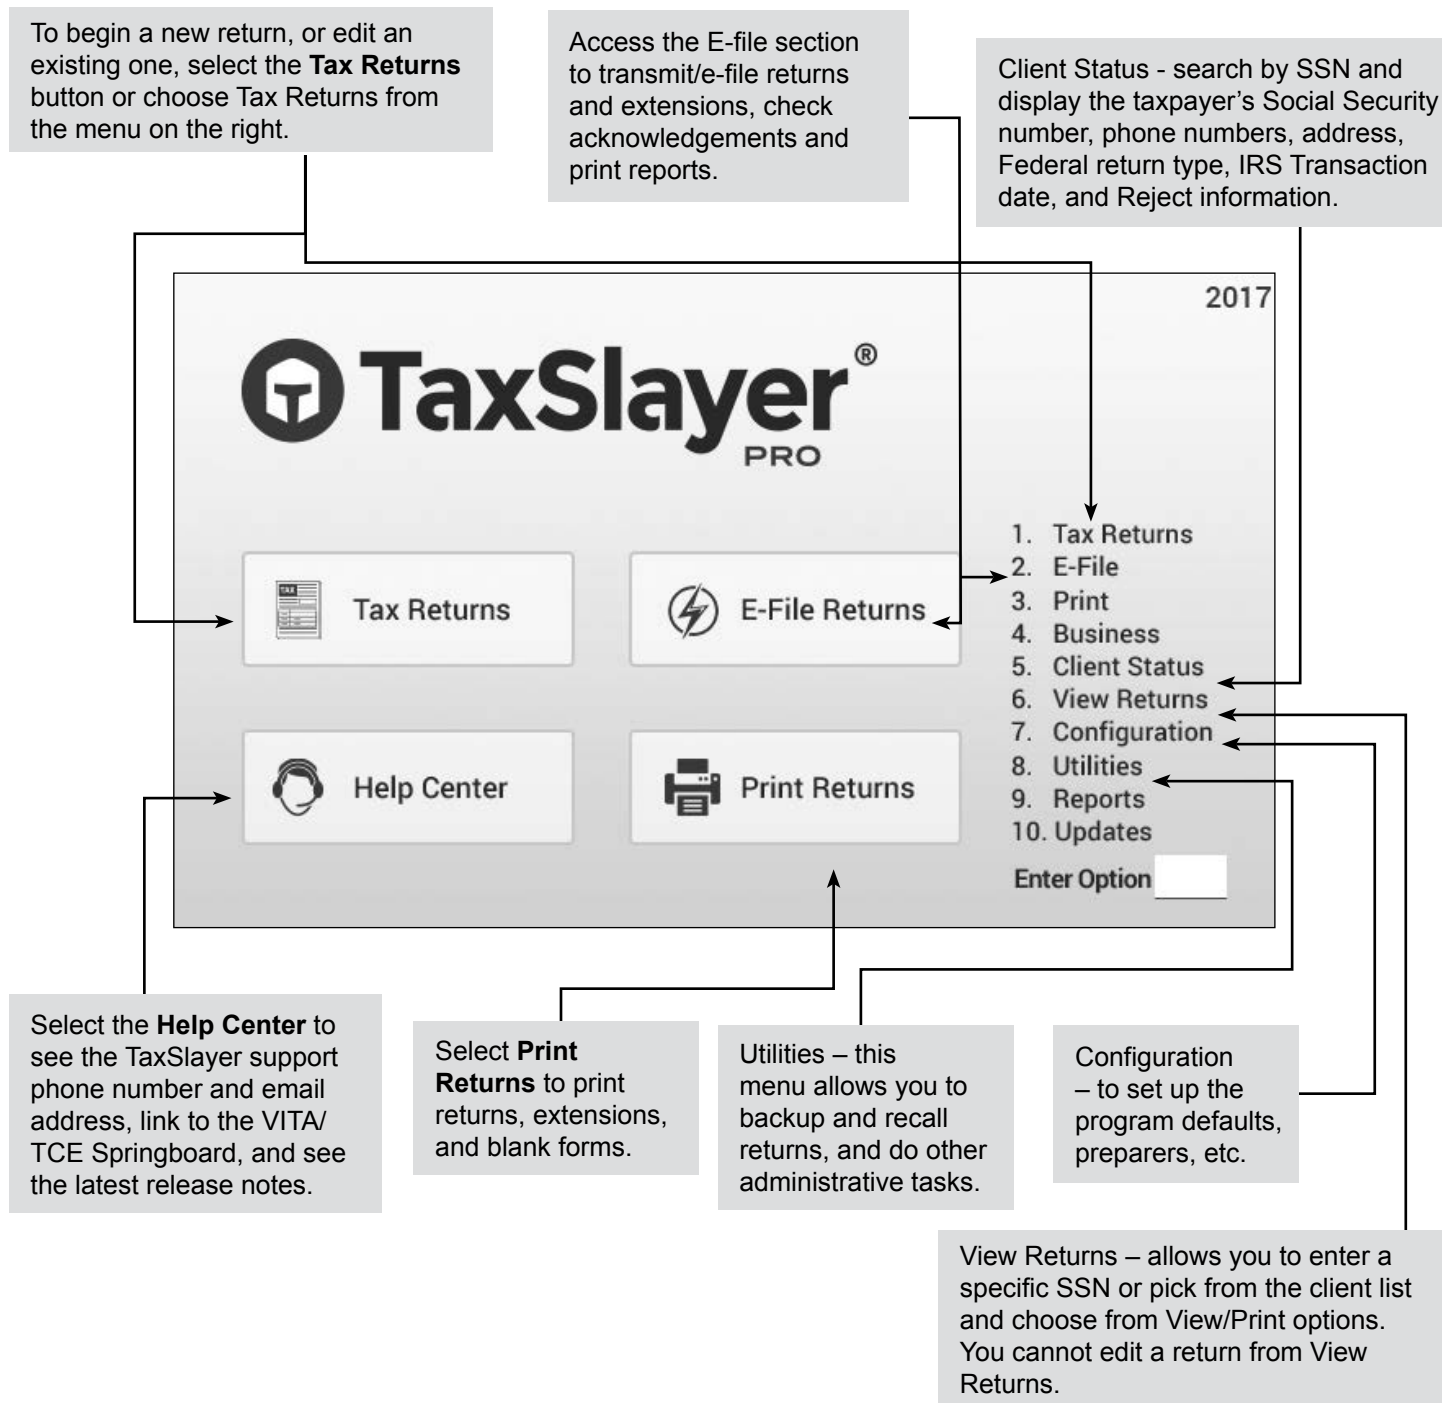 To begin a new return, or edit an
existing one, select the Tax Returns
button or choose Tax Returns from
the menu on the right.
Access the E-file section
to transmit/e-file returns
and extensions, check
acknowledgements and
print reports.
Client Status - search by SSN and
display the taxpayer’s Social Security
number, phone numbers, address,
Federal return type, IRS Transaction
date, and Reject information.
2017
TaxSlayer®
PRO
Tax Returns
E-File Returns
Help Center
Print Returns
1. Tax Returns
2. E-File
3. Print
4. Business
5. Client Status
6. View Returns
7. Configuration
8. Utilities
9. Reports
10. Updates
Enter Option
Select the Help Center to
see the TaxSlayer support
phone number and email
address, link to the VITA/
TCE Springboard, and see
the latest release notes.
Select Print
Returns to print
returns, extensions,
and blank forms.
Utilities – this
menu allows you to
backup and recall
returns, and do other
administrative tasks.
Configuration
– to set up the
program defaults,
preparers, etc.
View Returns – allows you to enter a
specific SSN or pick from the client list
and choose from View/Print options.
You cannot edit a return from View
Returns.